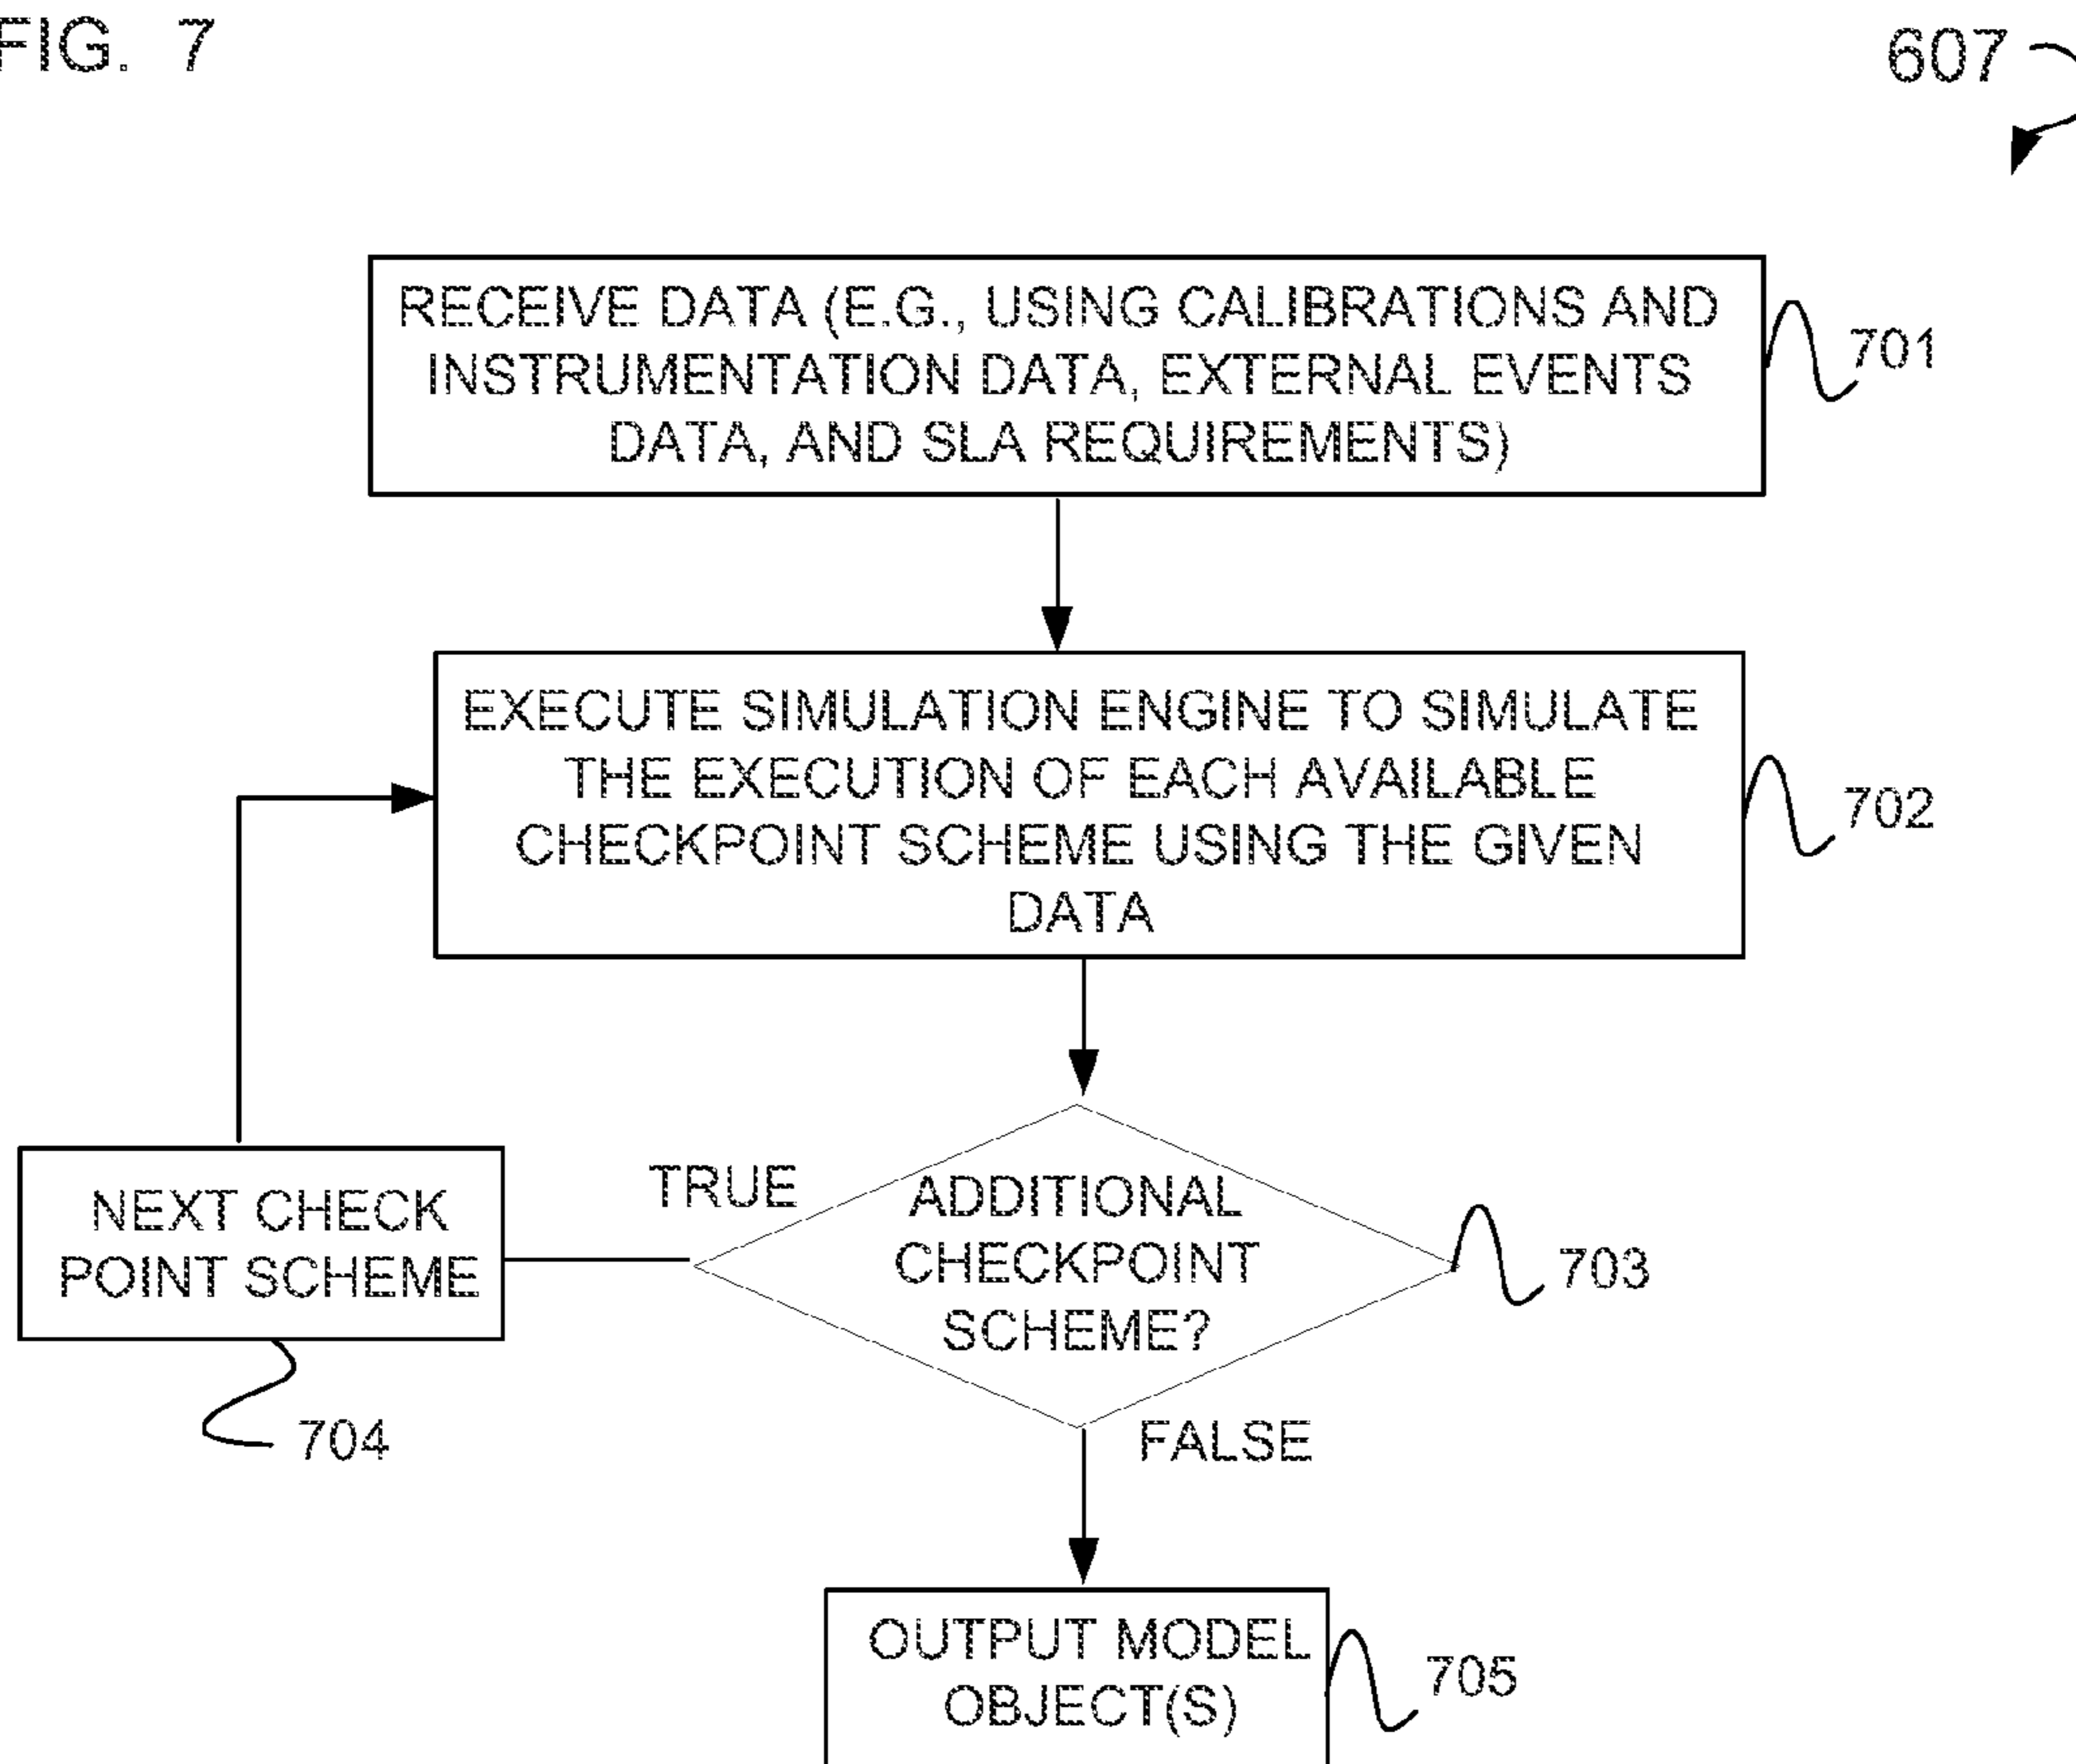 FIG. 7
607
RECEIVE DATA (E.G., USING CALIBRATIONS AND
INSTRUMENTATION DATA, EXTERNAL EVENTS
DATA, AND SLA REQUIREMENTS)
701
EXECUTE SIMULATION ENGINE TO SIMULATE
THE EXECUTION OF EACH AVAILABLE
CHECKPOINT SCHEME USING THE GIVEN
DATA
702
TRUE
ADDITIONAL
CHECKPOINT
SCHEME?
703
NEXT CHECK
POINT SCHEME
704
FALSE
OUTPUT MODEL
OBJECT(S)
705